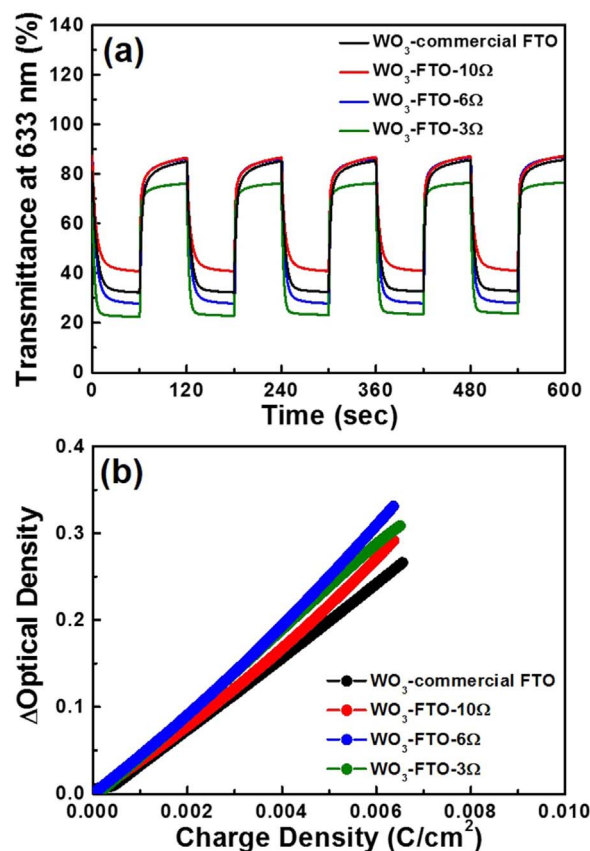 (a)
WO3-commercial FTO
WO3-FTO-10Ω
WO3-FTO-6Ω
WO3-FTO-3Ω
Transmittance at 633 nm (%)
140
120
100
80
60
40
20
0
0 120 240 360 480 600
Time (sec)
(b)
ΔOptical Density
0.4
0.3
0.2
0.1
0.0
WO3-commercial FTO
WO3-FTO-10Ω
WO3-FTO-6Ω
WO3-FTO-3Ω
0.000 0.002 0.004 0.006 0.008 0.010
Charge Density (C/cm²)